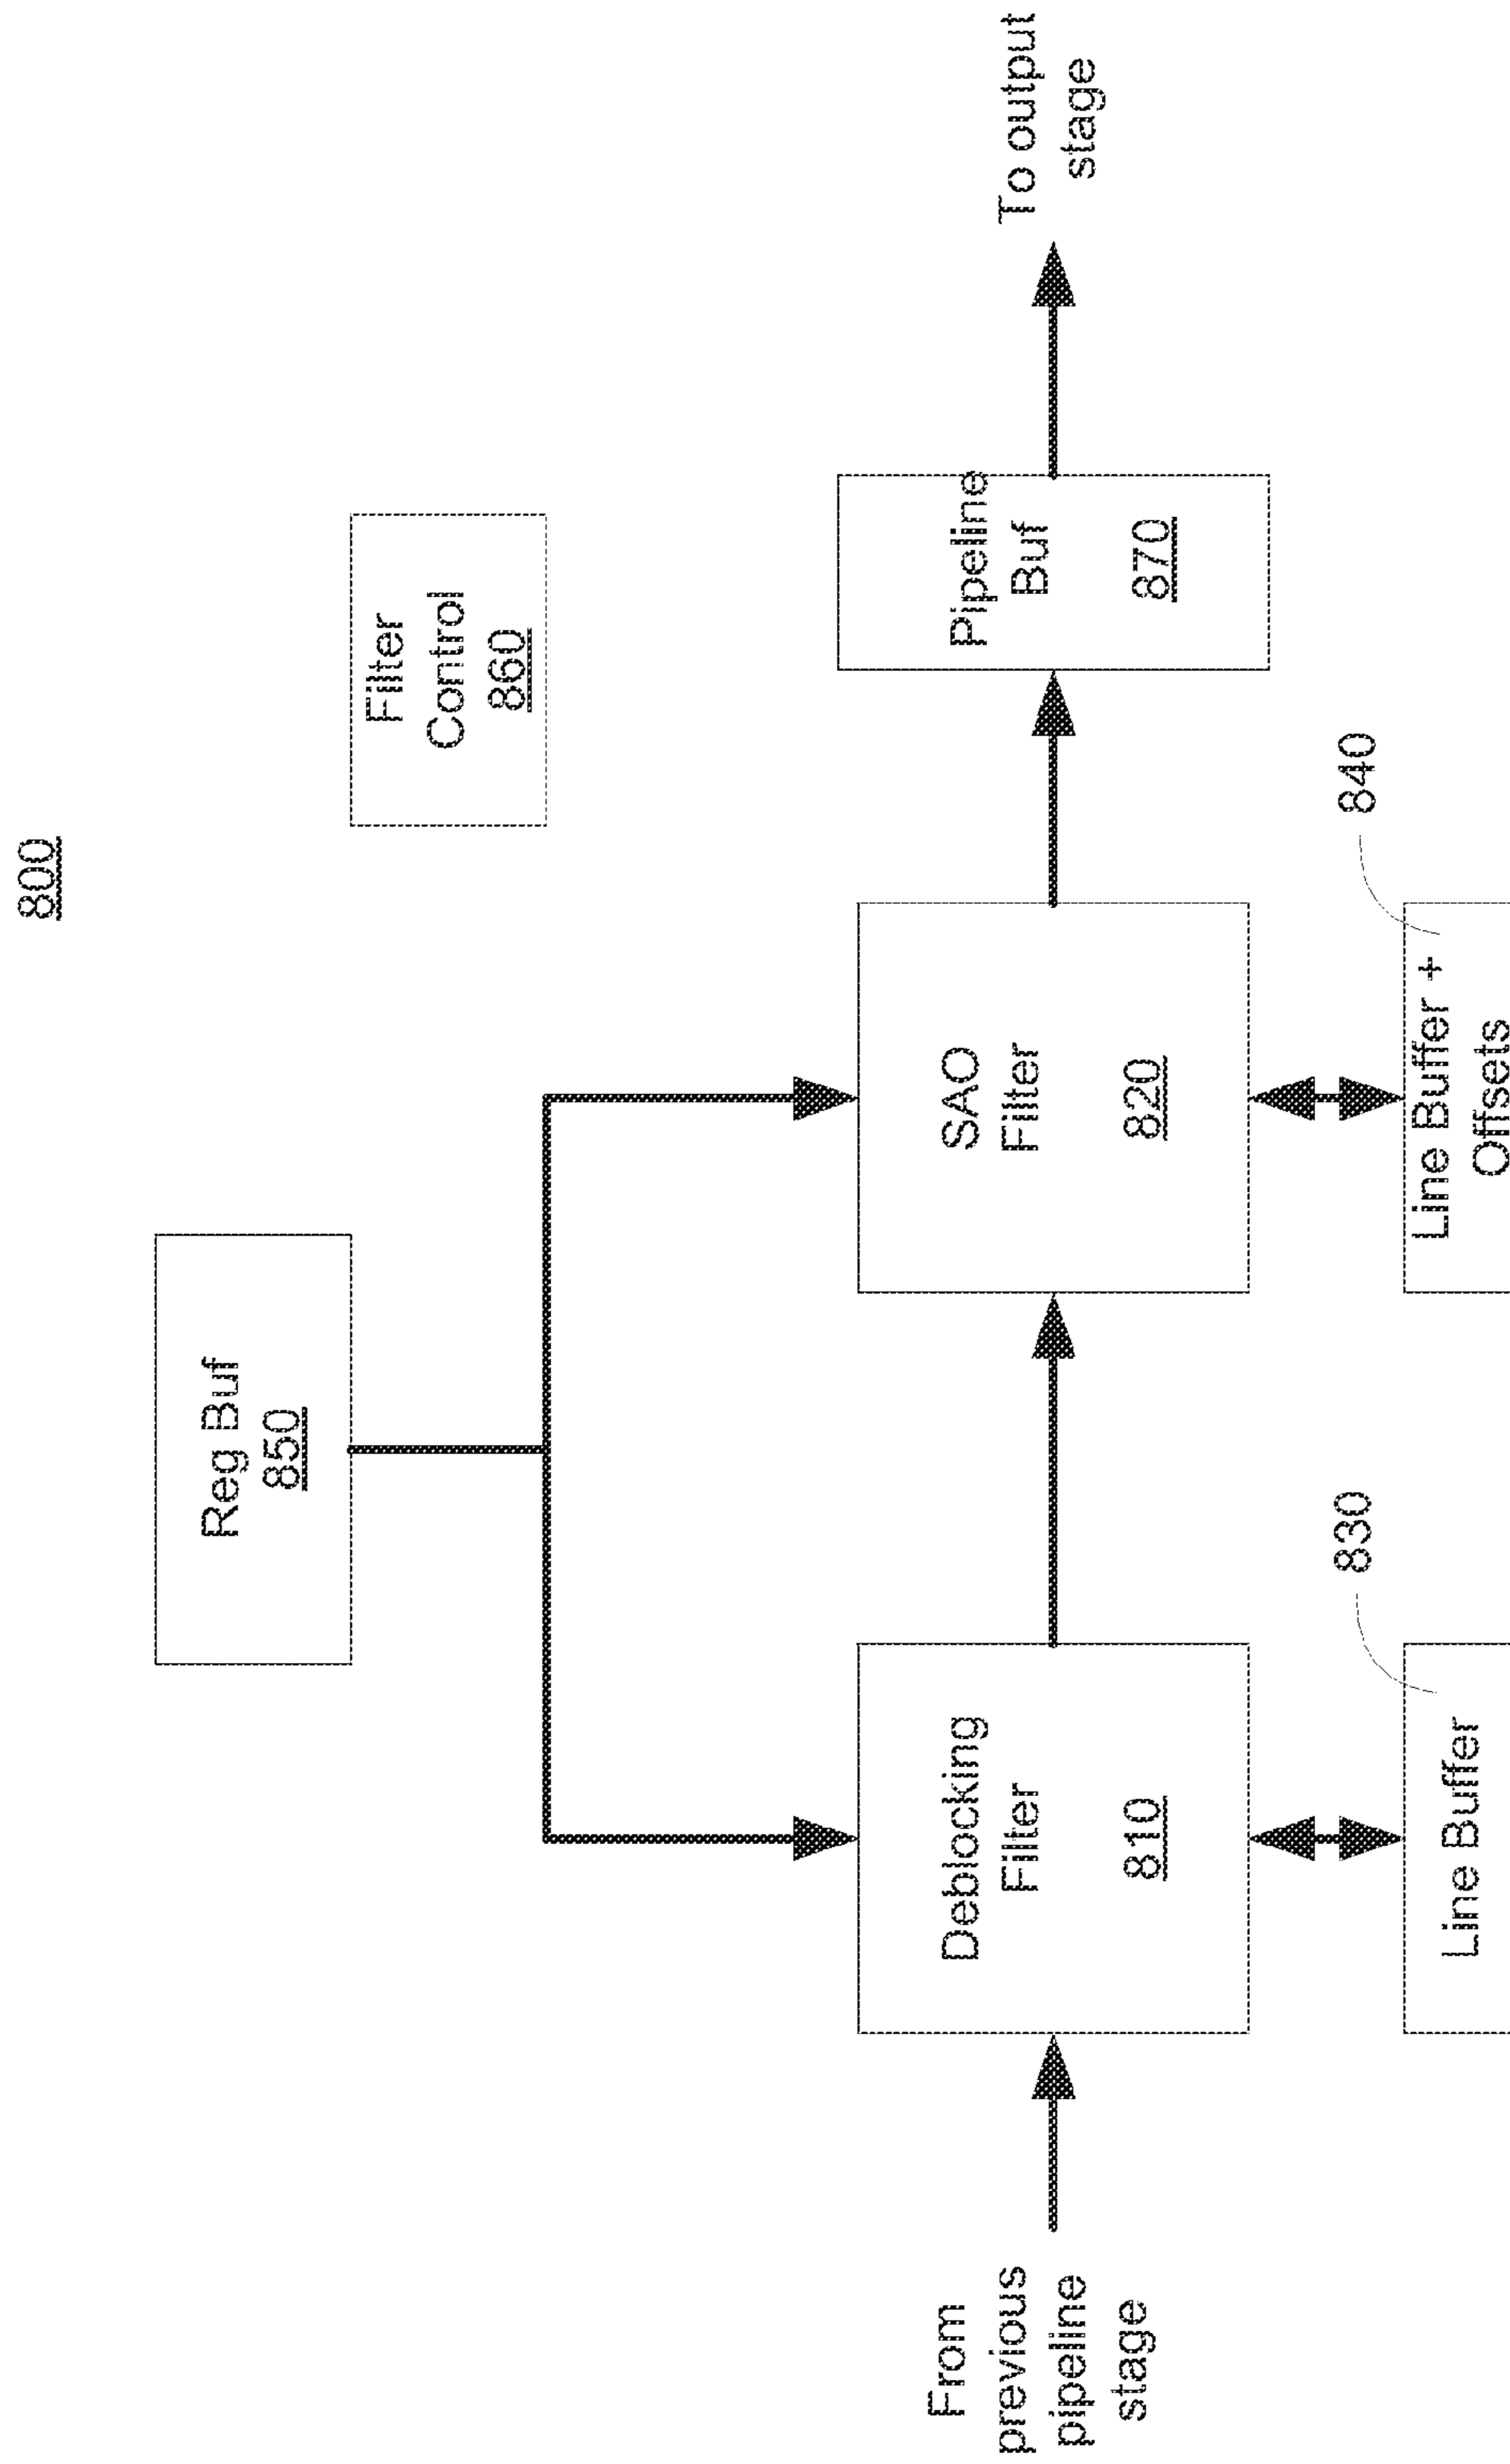 800
Reg Buf
850
Filter
Control
860
From
previous
pipeline
stage
Deblocking
Filter
810
SAO
Filter
820
Pipeline
Buf
870
To output
stage
830
Line Buffer
840
Line Buffer +
Offsets